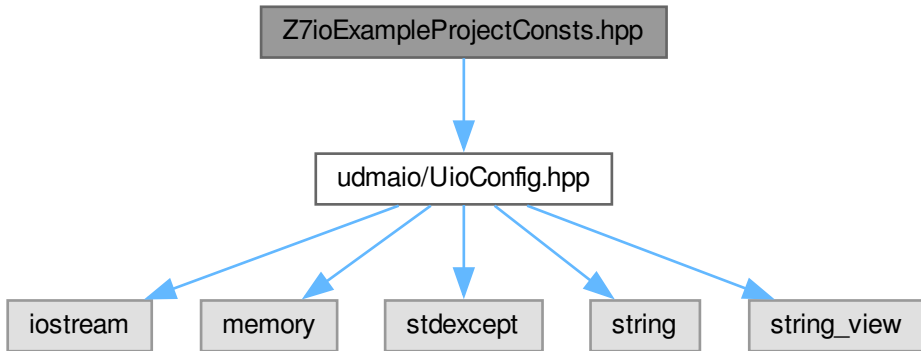 Z7ioExampleProjectConsts.hpp
udmaio/UioConfig.hpp
iostream
memory
stdexcept
string
string_view